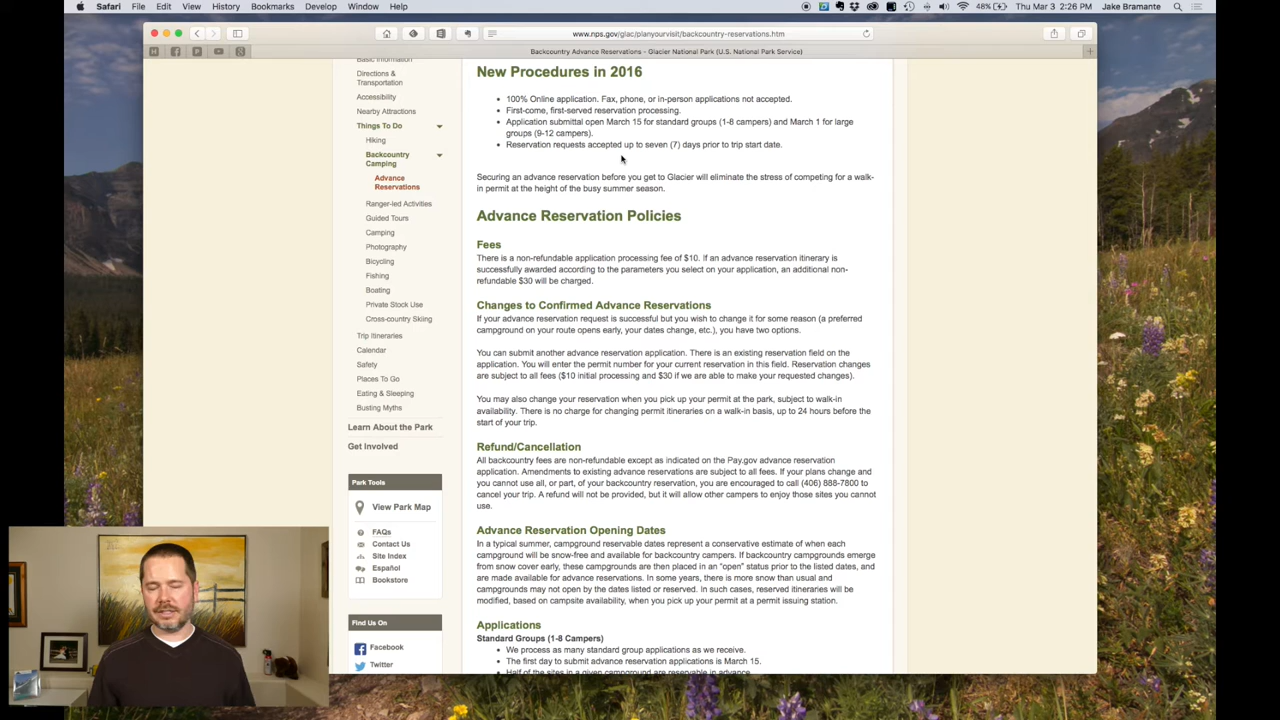 Safari File Edit View History Bookmarks Develop Window Help
48% Thu Mar 3 2:26 PM Jake Bramante
www.nps.gov/glac/planyourvisit/backcountry-reservations.htm
Backcountry Advance Reservations - Glacier National Park (U.S. National Park Service)
Basic Information
Directions &
Transportation
Accessibility
Nearby Attractions
Things To Do
Hiking
Backcountry
Camping
Advance
Reservations
Ranger-led Activities
Guided Tours
Camping
Photography
Bicycling
Fishing
Boating
Private Stock Use
Cross-country Skiing
Trip Itineraries
Calendar
Safety
Places To Go
Eating & Sleeping
Busting Myths
Learn About the Park
Get Involved
Park Tools
View Park Map
FAQs
Contact Us
Site Index
Español
Bookstore
Find Us On
Facebook
Twitter
New Procedures in 2016
• 100% Online application. Fax, phone, or in-person applications not accepted.
• First-come, first-served reservation processing.
• Application submittal open March 15 for standard groups (1-8 campers) and March 1 for large
groups (9-12 campers).
• Reservation requests accepted up to seven (7) days prior to trip start date.
Securing an advance reservation before you get to Glacier will eliminate the stress of competing for a walk-
in permit at the height of the busy summer season.
Advance Reservation Policies
Fees
There is a non-refundable application processing fee of $10. If an advance reservation itinerary is
successfully awarded according to the parameters you select on your application, an additional non-
refundable $30 will be charged.
Changes to Confirmed Advance Reservations
If your advance reservation request is successful but you wish to change it for some reason (a preferred
campground on your route opens early, your dates change, etc.), you have two options.
You can submit another advance reservation application. There is an existing reservation field on the
application. You will enter the permit number for your current reservation in this field. Reservation changes
are subject to all fees ($10 initial processing and $30 if we are able to make your requested changes).
You may also change your reservation when you pick up your permit at the park, subject to walk-in
availability. There is no charge for changing permit itineraries on a walk-in basis, up to 24 hours before the
start of your trip.
Refund/Cancellation
All backcountry fees are non-refundable except as indicated on the Pay.gov advance reservation
application. Amendments to existing advance reservations are subject to all fees. If your plans change and
you cannot use all, or part, of your backcountry reservation, you are encouraged to call (406) 888-7800 to
cancel your trip. A refund will not be provided, but it will allow other campers to enjoy those sites you cannot
use.
Advance Reservation Opening Dates
In a typical summer, campground reservable dates represent a conservative estimate of when each
campground will be snow-free and available for backcountry campers. If backcountry campgrounds emerge
from snow cover early, these campgrounds are then placed in an "open" status prior to the listed dates, and
are made available for advance reservations. In some years, there is more snow than usual and
campgrounds may not open by the dates listed or reserved. In such cases, reserved itineraries will be
modified, based on campsite availability, when you pick up your permit at a permit issuing station.
Applications
Standard Groups (1-8 Campers)
• We process as many standard group applications as we receive.
• The first day to submit advance reservation applications is March 15.
• Half of the sites in a given campground are reservable in advance.